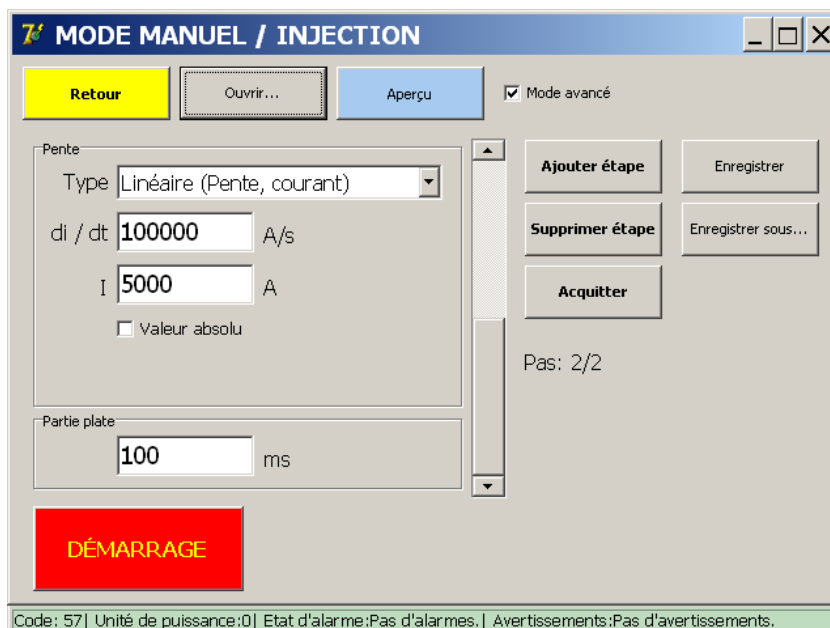 MODE MANUEL / INJECTION
Retour
Ouvrir...
Aperçu
Mode avancé
Pente
Type Linéaire (Pente, courant)
di / dt 100000 A/s
I 5000 A
Valeur absolu
Partie plate
100 ms
Ajouter étape
Enregistrer
Supprimer étape
Enregistrer sous...
Acquitter
Pas: 2/2
DÉMARRAGE
Code: 57| Unité de puissance:0| Etat d'alarme:Pas d'alarmes.| Avertissements:Pas d'avertissements.